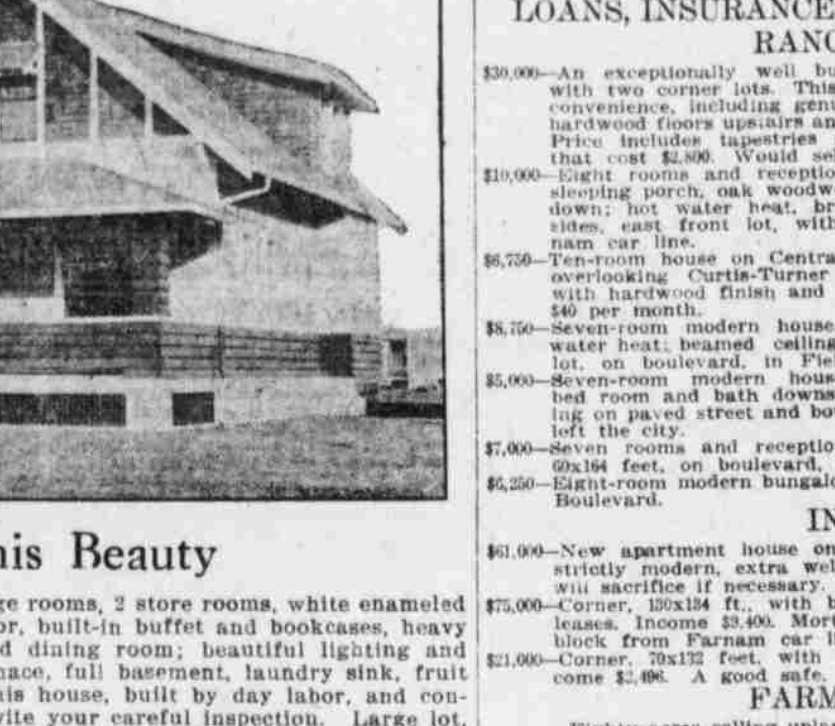 his Beauty
ge rooms, 2 store rooms, white enameled
or, built-in buffet and bookcases, heavy
d dining room; beautiful lighting and
nace, full basement, laundry sink, fruit
his house, built by day labor, and con-
vite your careful inspection. Large lot,
LOANS, INSURANCE
RANC
$30,000—An exceptionally well bu
with two corner lots. This
convenience, including gene
hardwood floors upstairs an
Price includes tapestries
that cost $2,800. Would sel
$10,000—Eight rooms and receptio
sleeping porch, oak woodw
down; hot water heat, br
sides, east front lot, with
nam car line.
$6,750—Ten-room house on Centra
overlooking Curtis-Turner
with hardwood finish and
$40 per month.
$8,750—Seven-room modern house
water heat; beamed ceiling
lot, on boulevard, in Fie
$5,000—Seven-room modern hous
bed room and bath downs
ing on paved street and bo
left the city.
$7,000—Seven rooms and receptio
60x164 feet, on boulevard,
$6,250—Eight-room modern bungalo
Boulevard.
IN
$61,000—New apartment house on
strictly modern, extra wel
will sacrifice if necessary.
$75,000—Corner, 130x134 ft., with b
leases. Income $9,400. Mort
block from Farnam car l
$21,000—Corner, 70x132 feet, with
come $2,496. A good safe,
FARM